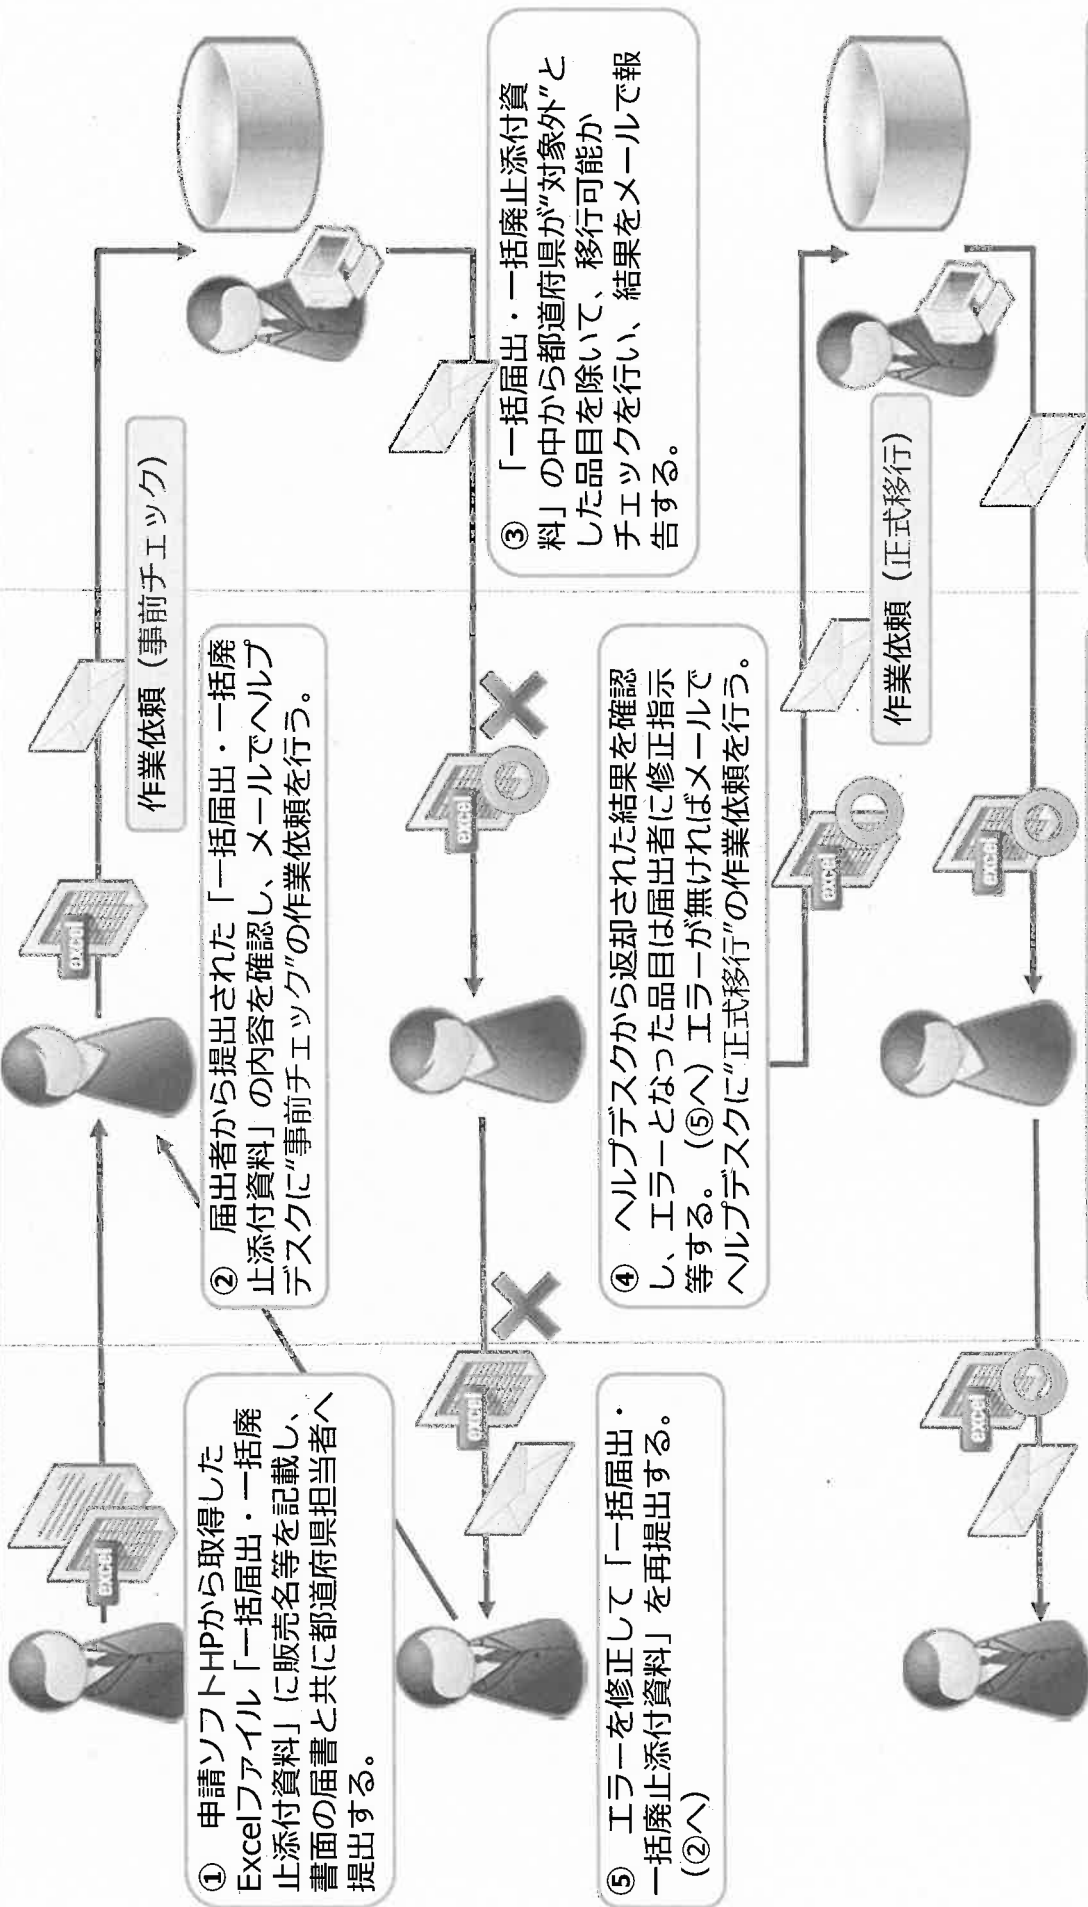 ① 申請ソフトHPから取得した
Excelファイル「一括届出・一括廃
止添付資料」に販売名等を記載し、
書面の届書と共に都道府県担当者へ
提出する。
excel
② 届出者から提出された「一括届出・一括廃
止添付資料」の内容を確認し、メールでヘルプ
デスクに“事前チェック”の作業依頼を行う。
excel
作業依頼（事前チェック）
③ 「一括届出・一括廃止添付資
料」の中から都道府県が“対象外”と
した品目を除いて、移行可能か
チェックを行い、結果をメールで報
告する。
excel
excel
④ ヘルプデスクから返却された結果を確認
し、エラーとなった品目は届出者に修正指示
等する。（⑤へ）エラーが無ければメールで
ヘルプデスクに“正式移行”の作業依頼を行う。
⑤ エラーを修正して「一括届出・
一括廃止添付資料」を再提出する。
（②へ）
excel
作業依頼（正式移行）
excel
excel